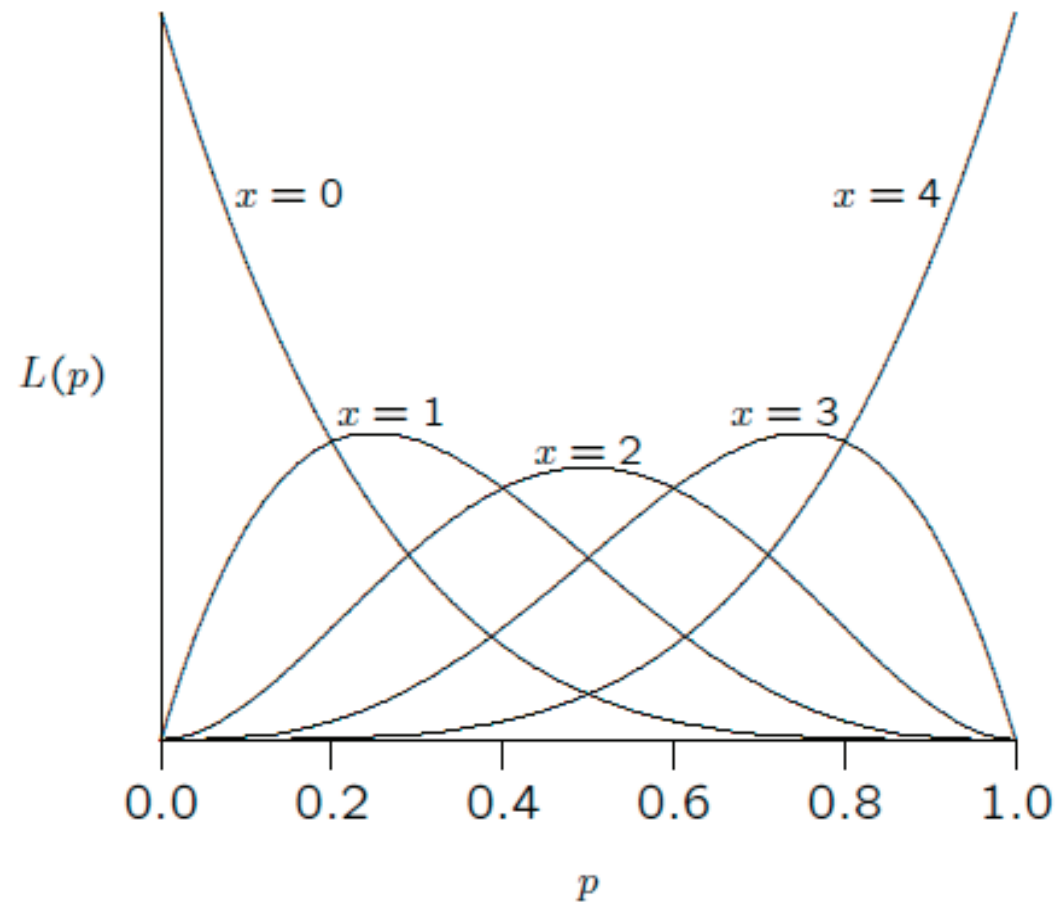 x = 0
x = 4
L(p)
x = 1
x = 3
x = 2
0.0 0.2 0.4 0.6 0.8 1.0
p